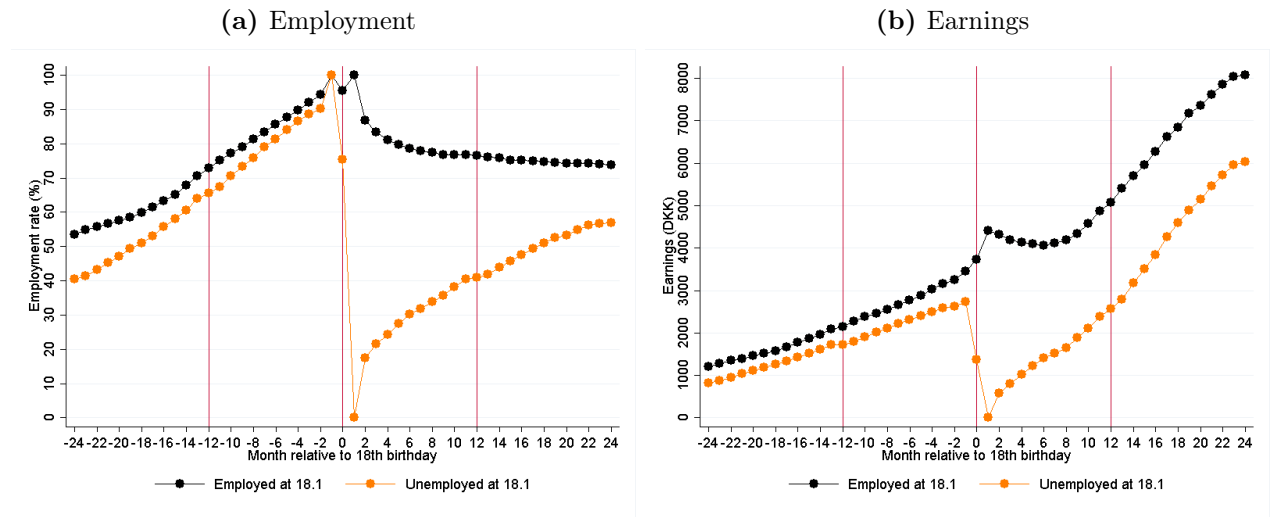 (a) Employment
(b) Earnings
100
90
80
70
60
50
40
30
20
10
0
Employment rate (%)
-24 -22 -20 -18 -16 -14 -12 -10 -8 -6 -4 -2 0 2 4 6 8 10 12 14 16 18 20 22 24
Month relative to 18th birthday
Employed at 18.1 Unemployed at 18.1
8000
7000
6000
5000
4000
3000
2000
1000
0
Earnings (DKK)
-24 -22 -20 -18 -16 -14 -12 -10 -8 -6 -4 -2 0 2 4 6 8 10 12 14 16 18 20 22 24
Month relative to 18th birthday
Employed at 18.1 Unemployed at 18.1